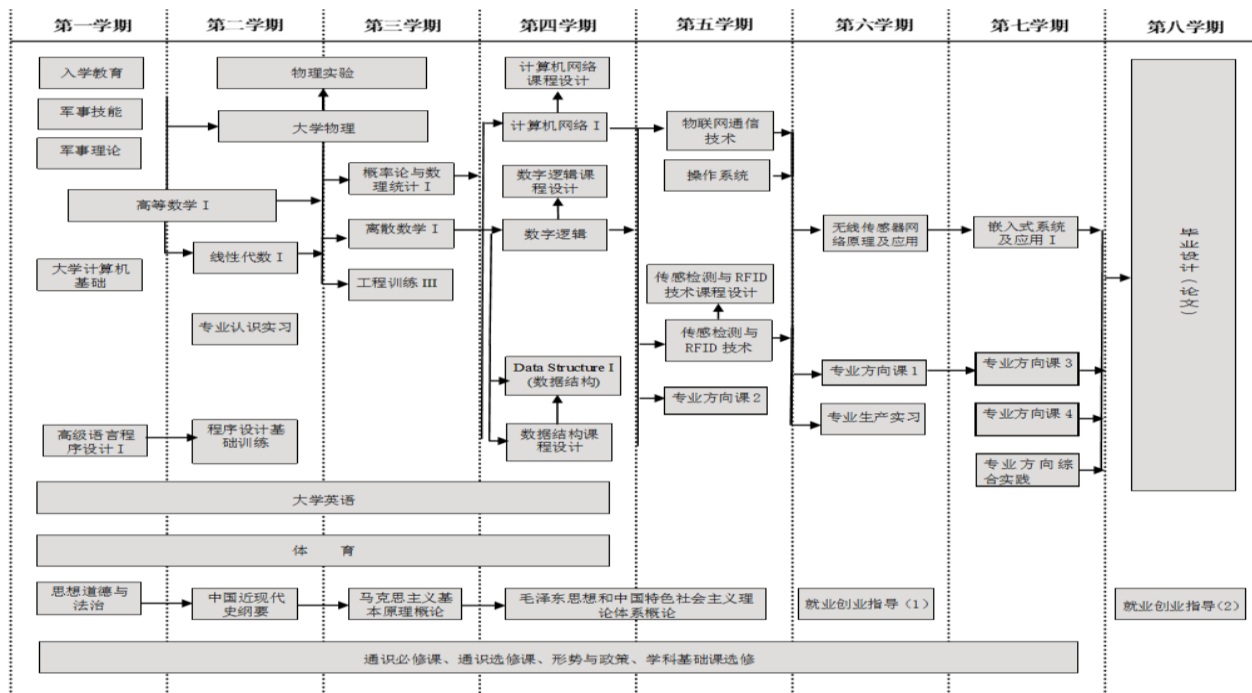 第一学期
第二学期
第三学期
第四学期
第五学期
第六学期
第七学期
第八学期
入学教育
军事技能
军事理论
高等数学 I
大学计算机
基础
高级语言程
序设计 I
物理实验
大学物理
线性代数 I
专业认识实习
程序设计基
础训练
概率论与数
理统计 I
离散数学 I
工程训练 III
计算机网络
课程设计
计算机网络 I
数字逻辑课
程设计
数字逻辑
Data Structure I
(数据结构)
数据结构课
程设计
物联网通信
技术
操作系统
传感检测与 RFID
技术课程设计
传感检测与
RFID 技术
专业方向课 2
无线传感器网
络原理及应用
专业方向课 1
专业生产实习
嵌入式系统
及应用 I
专业方向课 3
专业方向课 4
专业方向综
合实践
毕业设计（论文）
大学英语
体 育
思想道德与
法治
中国近现代
史纲要
马克思主义基
本原理概论
毛泽东思想和中国特色社会主义理
论体系概论
就业创业指导（1）
就业创业指导（2）
通识必修课、通识选修课、形势与政策、学科基础课选修